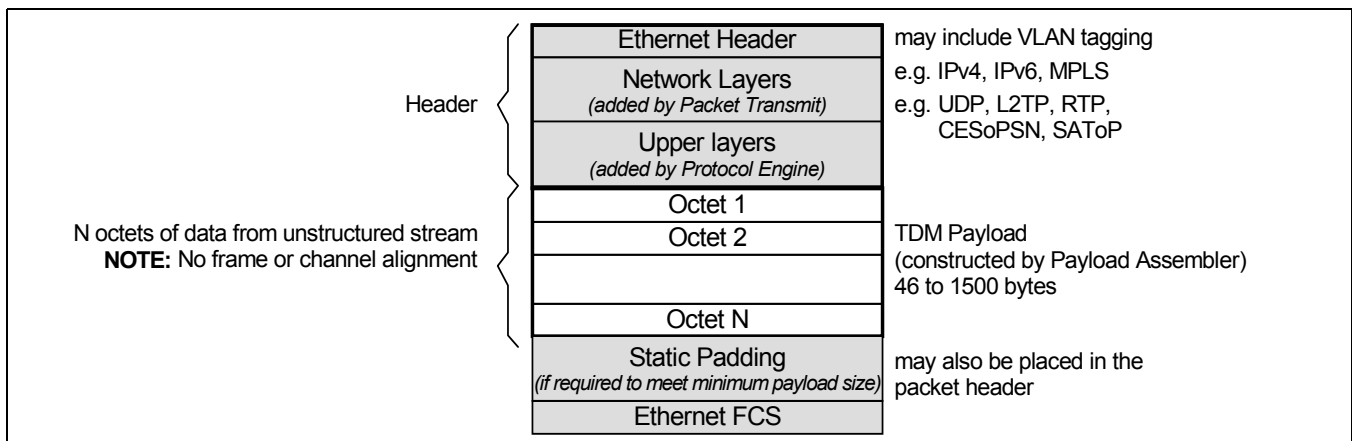 Ethernet Header
may include VLAN tagging
Network Layers
(added by Packet Transmit)
e.g. IPv4, IPv6, MPLS
Header
e.g. UDP, L2TP, RTP,
CESoPSN, SAToP
Upper layers
(added by Protocol Engine)
Octet 1
N octets of data from unstructured stream
NOTE: No frame or channel alignment
Octet 2
TDM Payload
(constructed by Payload Assembler)
46 to 1500 bytes
Octet N
Static Padding
(if required to meet minimum payload size)
may also be placed in the
packet header
Ethernet FCS